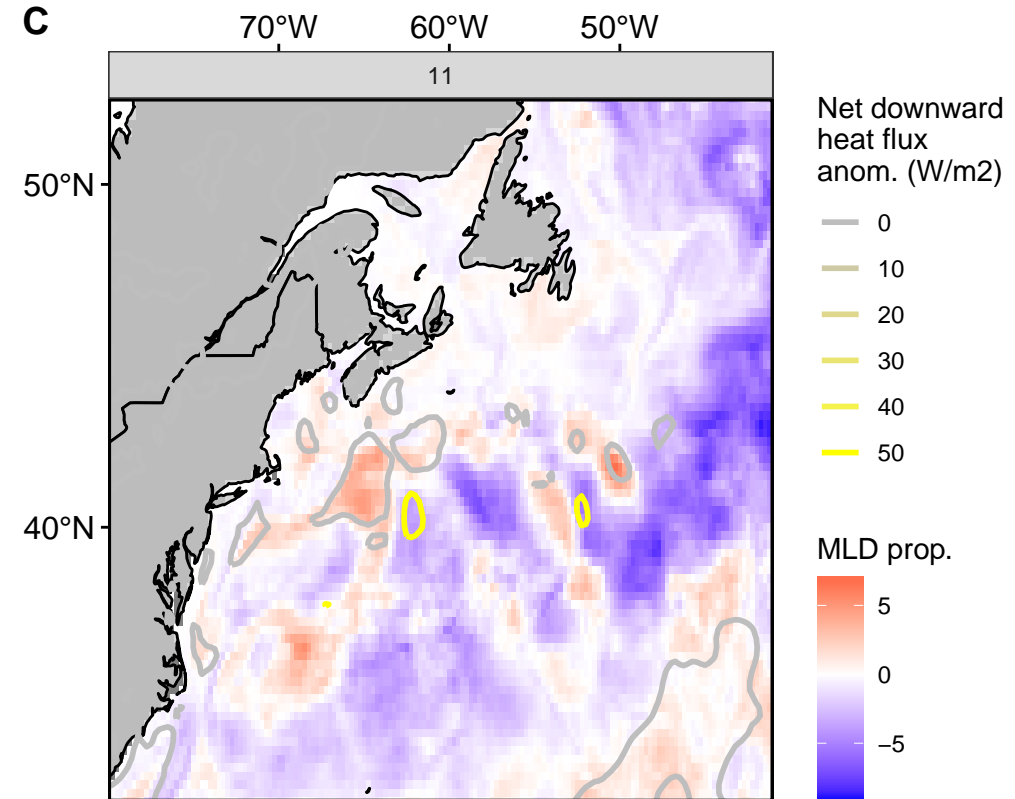 C
70°W 60°W 50°W
11
50°N
40°N
Net downward
heat flux
anom. (W/m2)
0
10
20
30
40
50
MLD prop.
5
0
−5